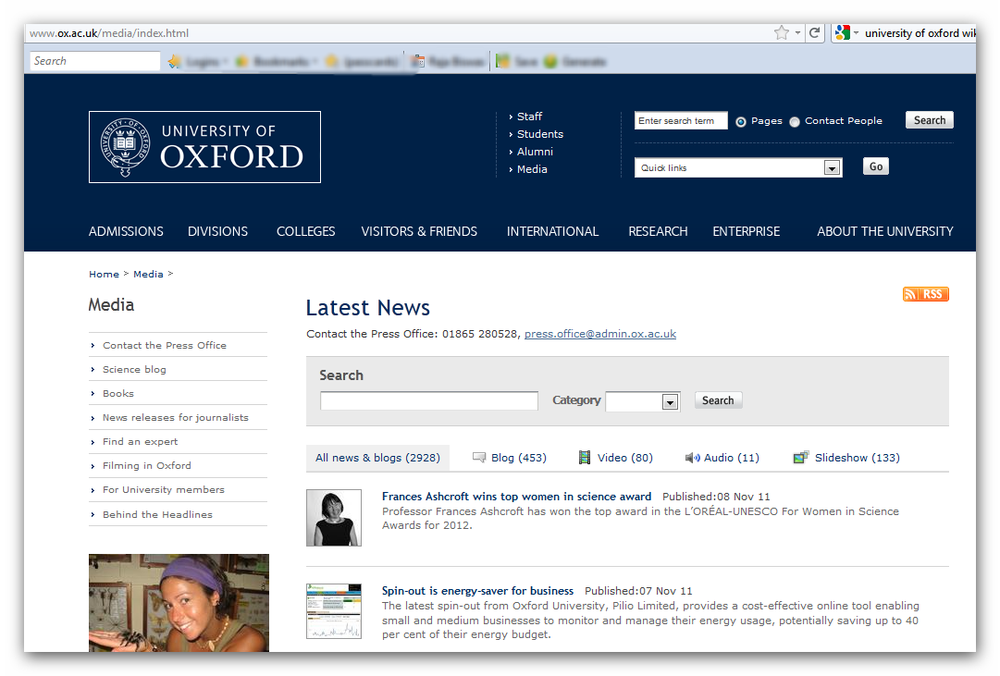 www.ox.ac.uk/media/index.html
university of oxford wik
Search
UNIVERSITY OF
OXFORD
Staff
Students
Alumni
Media
Enter search term
Pages
Contact People
Search
Quick links
Go
ADMISSIONS DIVISIONS COLLEGES VISITORS & FRIENDS INTERNATIONAL RESEARCH ENTERPRISE ABOUT THE UNIVERSITY
Home > Media >
Media
Contact the Press Office
Science blog
Books
News releases for journalists
Find an expert
Filming in Oxford
For University members
Behind the Headlines
RSS
Latest News
Contact the Press Office: 01865 280528, press.office@admin.ox.ac.uk
Search
Category
Search
All news & blogs (2928) Blog (453) Video (80) Audio (11) Slideshow (133)
Frances Ashcroft wins top women in science award Published:08 Nov 11
Professor Frances Ashcroft has won the top award in the L'ORÉAL-UNESCO For Women in Science
Awards for 2012.
Spin-out is energy-saver for business Published:07 Nov 11
The latest spin-out from Oxford University, Pilio Limited, provides a cost-effective online tool enabling
small and medium businesses to monitor and manage their energy usage, potentially saving up to 40
per cent of their energy budget.